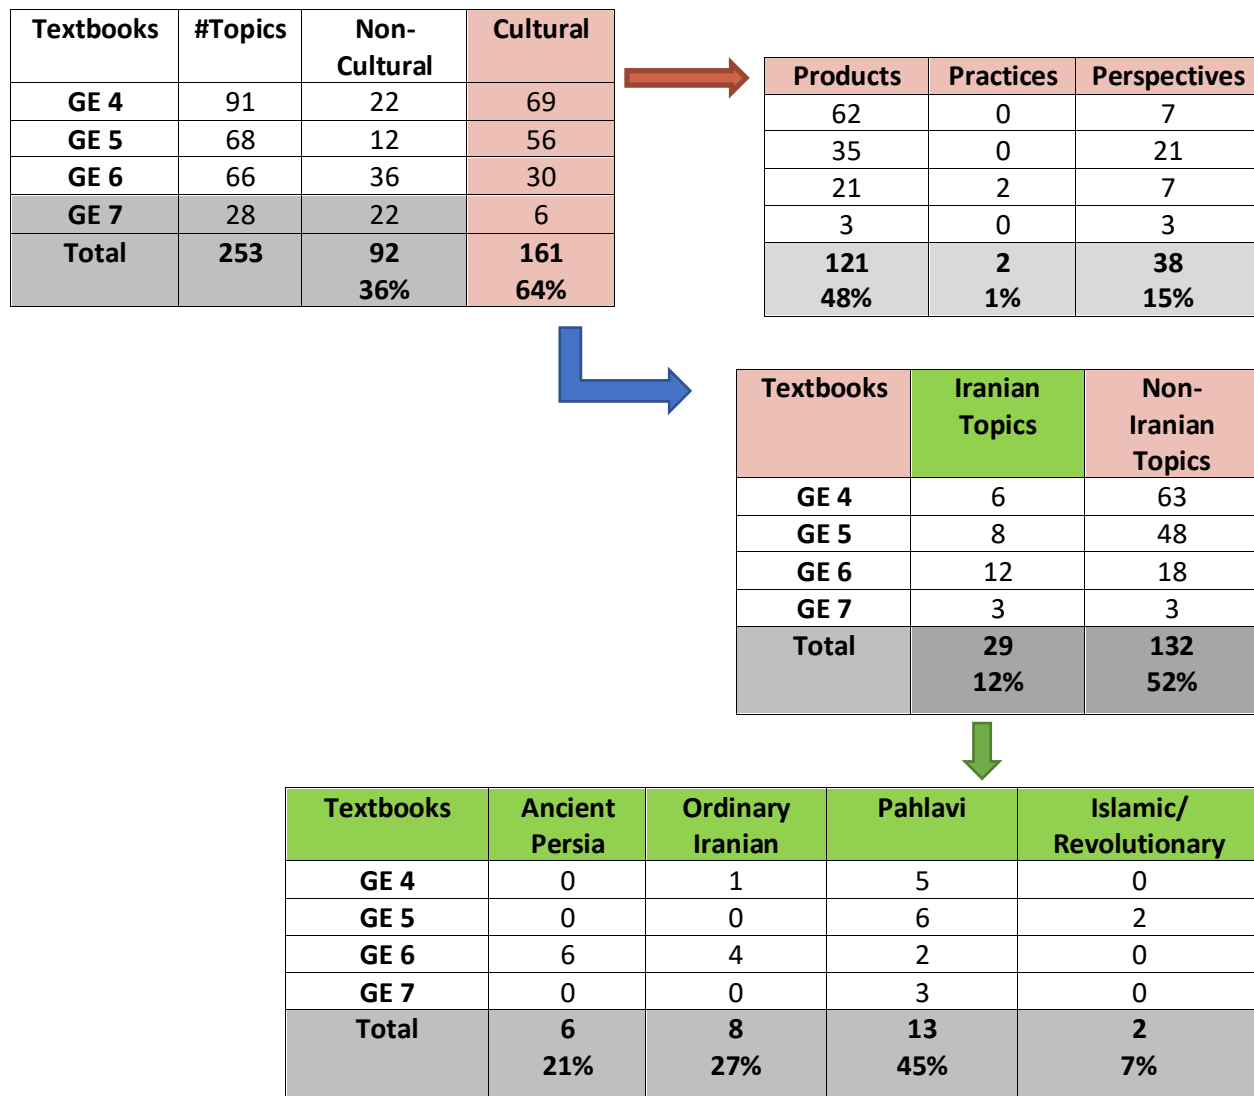 Textbooks #Topics Non-Cultural Cultural
GE 4 91 22 69
GE 5 68 12 56
GE 6 66 36 30
GE 7 28 22 6
Total 253 92 161
36% 64%
Products Practices Perspectives
62 0 7
35 0 21
21 2 7
3 0 3
121 2 38
48% 1% 15%
Textbooks Iranian Topics Non-Iranian Topics
GE 4 6 63
GE 5 8 48
GE 6 12 18
GE 7 3 3
Total 29 132
12% 52%
Textbooks Ancient Persia Ordinary Iranian Pahlavi Islamic/Revolutionary
GE 4 0 1 5 0
GE 5 0 0 6 2
GE 6 6 4 2 0
GE 7 0 0 3 0
Total 6 8 13 2
21% 27% 45% 7%